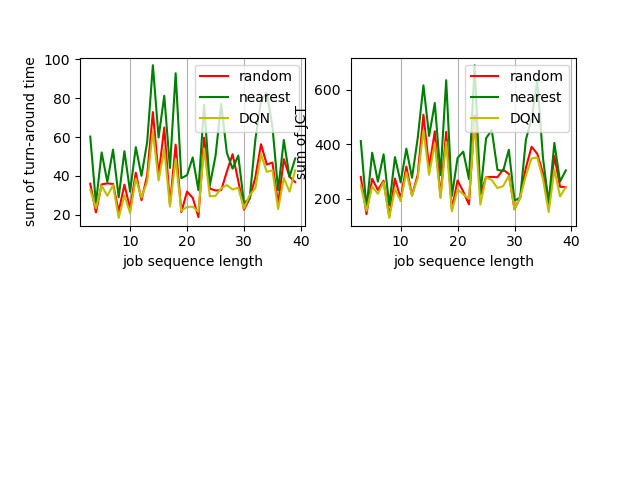 sum of turn-around time
100
80
60
40
20
10
20
30
40
job sequence length
random
nearest
DQN
sum of JCT
600
400
200
10
20
30
40
job sequence length
random
nearest
DQN